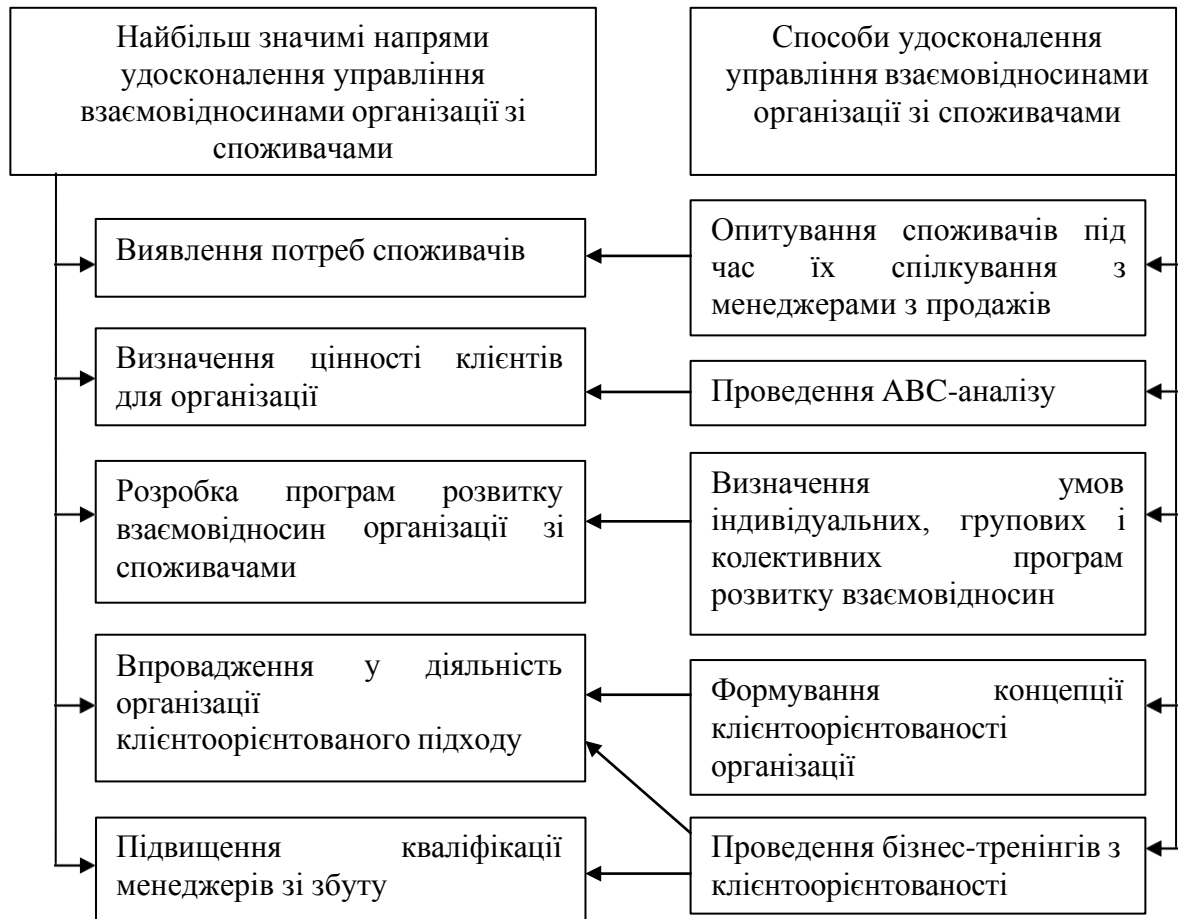 Найбільш значимі напрями
удосконалення управління
взаємовідносинами організації зі
споживачами
Способи удосконалення
управління взаємовідносинами
організації зі споживачами
Виявлення потреб споживачів
Опитування споживачів під
час їх спілкування з
менеджерами з продажів
Визначення цінності клієнтів
для організації
Проведення АВС-аналізу
Розробка програм розвитку
взаємовідносин організації зі
споживачами
Визначення умов
індивідуальних, групових і
колективних програм
розвитку взаємовідносин
Впровадження у діяльність
організації
клієнтоорієнтованого підходу
Формування концепції
клієнтоорієнтованості
організації
Підвищення кваліфікації
менеджерів зі збуту
Проведення бізнес-тренінгів з
клієнтоорієнтованості